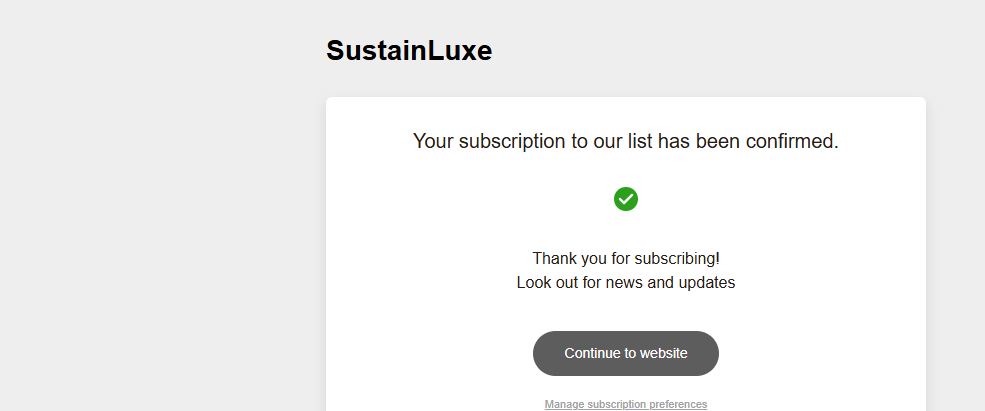 SustainLuxe
Your subscription to our list has been confirmed.
Thank you for subscribing!
Look out for news and updates
Continue to website
Manage subscription preferences